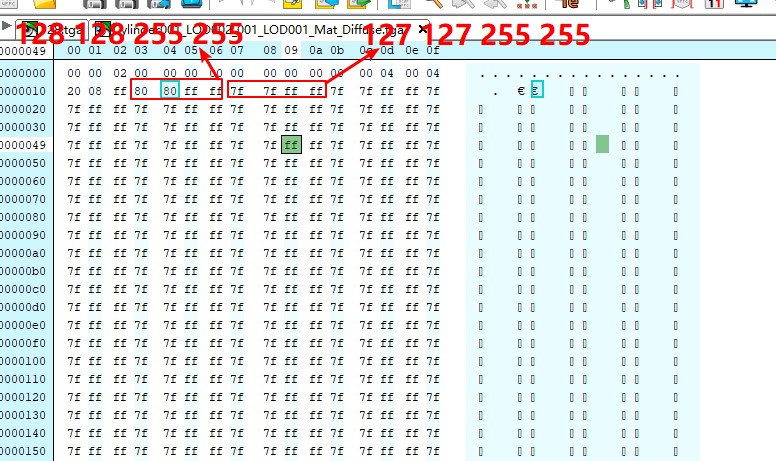 128 128 255 255 127 127 255 255
.tga ylinder001_LOD002_001_LOD001_Mat_Diffuse.tga
0000049 00 01 02 03 04 05 06 07 08 09 0a 0b 0c 0d 0e 0f
0000000 00 00 02 00 00 00 00 00 00 00 00 00 00 04 00 04 ................
0000010 20 08 ff 80 80 ff ff 7f 7f ff ff 7f 7f ff ff 7f . €€
0000020 7f ff ff 7f 7f ff ff 7f 7f ff ff 7f 7f ff ff 7f
0000030 7f ff ff 7f 7f ff ff 7f 7f ff ff 7f 7f ff ff 7f
0000049 7f ff ff 7f 7f ff ff 7f 7f ff ff 7f 7f ff ff 7f
0000050 7f ff ff 7f 7f ff ff 7f 7f ff ff 7f 7f ff ff 7f
0000060 7f ff ff 7f 7f ff ff 7f 7f ff ff 7f 7f ff ff 7f
0000070 7f ff ff 7f 7f ff ff 7f 7f ff ff 7f 7f ff ff 7f
0000080 7f ff ff 7f 7f ff ff 7f 7f ff ff 7f 7f ff ff 7f
0000090 7f ff ff 7f 7f ff ff 7f 7f ff ff 7f 7f ff ff 7f
00000a0 7f ff ff 7f 7f ff ff 7f 7f ff ff 7f 7f ff ff 7f
00000b0 7f ff ff 7f 7f ff ff 7f 7f ff ff 7f 7f ff ff 7f
00000c0 7f ff ff 7f 7f ff ff 7f 7f ff ff 7f 7f ff ff 7f
00000d0 7f ff ff 7f 7f ff ff 7f 7f ff ff 7f 7f ff ff 7f
00000e0 7f ff ff 7f 7f ff ff 7f 7f ff ff 7f 7f ff ff 7f
00000f0 7f ff ff 7f 7f ff ff 7f 7f ff ff 7f 7f ff ff 7f
0000100 7f ff ff 7f 7f ff ff 7f 7f ff ff 7f 7f ff ff 7f
0000110 7f ff ff 7f 7f ff ff 7f 7f ff ff 7f 7f ff ff 7f
0000120 7f ff ff 7f 7f ff ff 7f 7f ff ff 7f 7f ff ff 7f
0000130 7f ff ff 7f 7f ff ff 7f 7f ff ff 7f 7f ff ff 7f
0000140 7f ff ff 7f 7f ff ff 7f 7f ff ff 7f 7f ff ff 7f
0000150 7f ff ff 7f 7f ff ff 7f 7f ff ff 7f 7f ff ff 7f